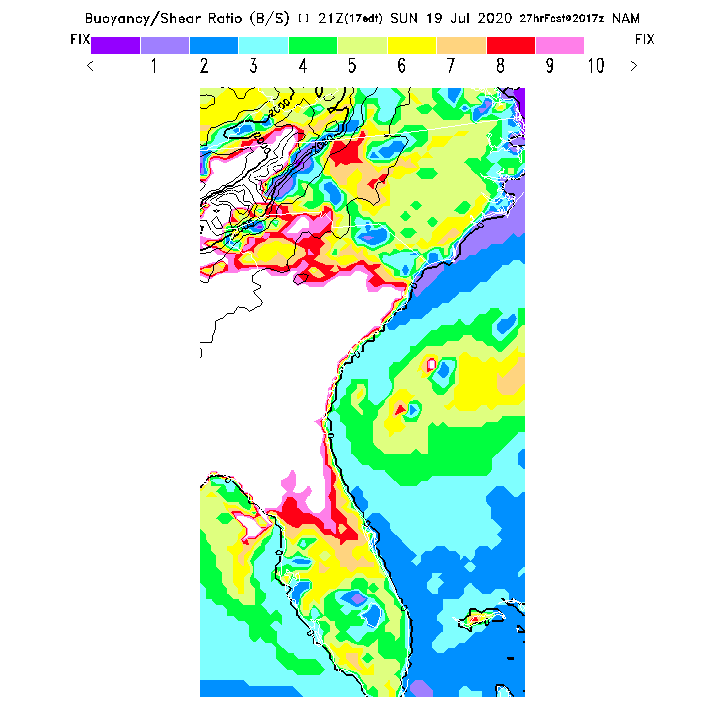 Buoyancy/Shear Ratio (B/S) [] 21Z(17edt) SUN 19 Jul 2020 27hrFcst@2017z NAM
FIX FIX
< 1 2 3 4 5 6 7 8 9 10 >
2000